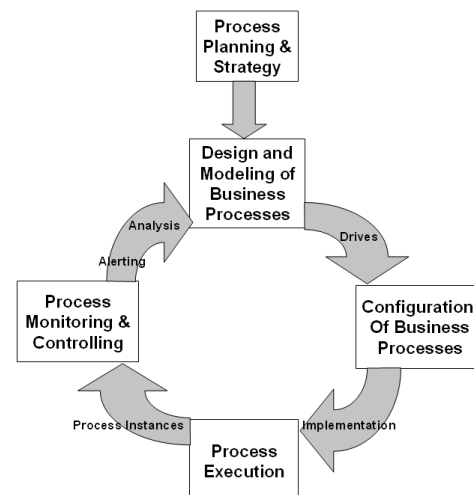 Process
Planning &
Strategy
Design and
Modeling of
Business
Processes
Analysis
Drives
Alerting
Process
Monitoring &
Controlling
Configuration
Of Business
Processes
Process Instances
Implementation
Process
Execution